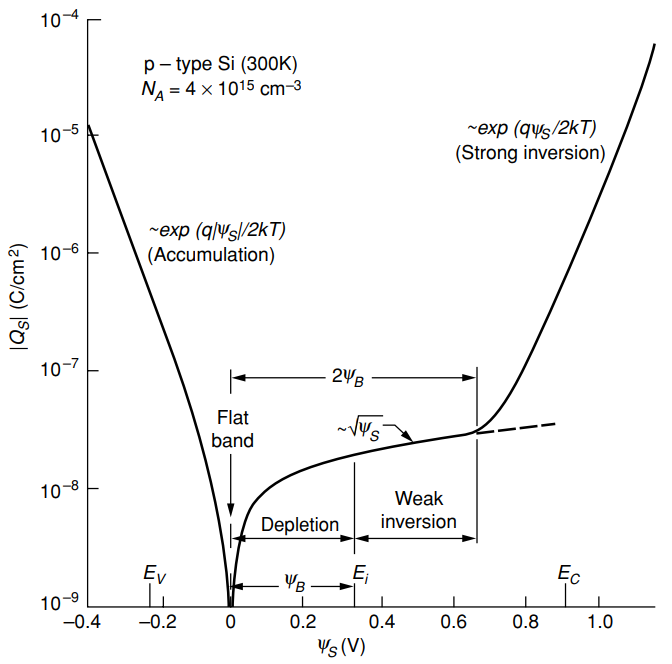 10⁻⁴
p – type Si (300K)
N_A = 4 × 10¹⁵ cm⁻³
~exp (qψ_S/2kT)
(Strong inversion)
10⁻⁵
~exp (q|ψ_S|/2kT)
(Accumulation)
10⁻⁶
|Q_S| (C/cm²)
10⁻⁷
2ψ_B
Flat
band
~√ψ_S
10⁻⁸
Depletion
Weak
inversion
E_V
ψ_B
E_i
E_C
10⁻⁹
–0.4
–0.2
0
0.2
0.4
0.6
0.8
1.0
ψ_S (V)